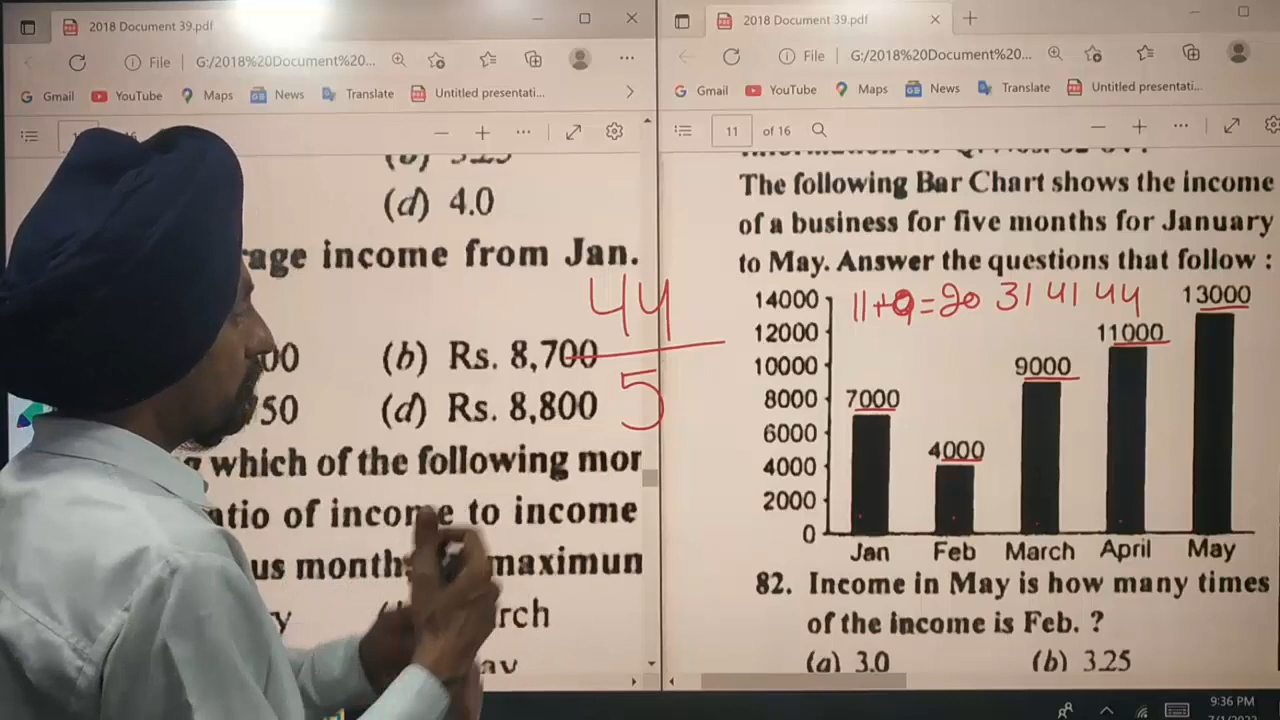 2018 Document 39.pdf
File G:/2018%20Document%20...
Gmail YouTube Maps News Translate Untitled presentati...
(d) 4.0
age income from Jan.
44
00 (b) Rs. 8,700
5
50 (d) Rs. 8,800
which of the following mor
atio of income to income
us month maximun
y rch
2018 Document 39.pdf
File G:/2018%20Document%20...
Gmail YouTube Maps News Translate Untitled presentati...
11 of 16
The following Bar Chart shows the income
of a business for five months for January
to May. Answer the questions that follow :
11+9=20 31 41 44
14000
12000
10000
8000
6000
4000
2000
0
7000
4000
9000
11000
13000
Jan Feb March April May
82. Income in May is how many times
of the income is Feb. ?
(a) 3.0 (b) 3.25
9:36 PM